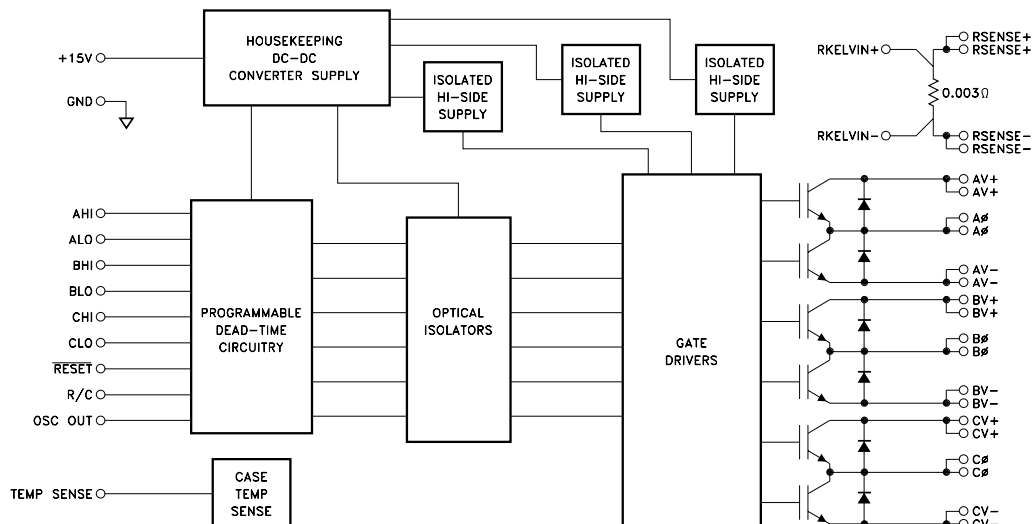 +15V
GND
HOUSEKEEPING
DC-DC
CONVERTER SUPPLY
ISOLATED
HI-SIDE
SUPPLY
ISOLATED
HI-SIDE
SUPPLY
ISOLATED
HI-SIDE
SUPPLY
RKELVIN+
RSENSE+
RSENSE+
0.003Ω
RKELVIN-
RSENSE-
RSENSE-
AHI
ALO
BHI
BLO
CHI
CLO
RESET
R/C
OSC OUT
PROGRAMMABLE
DEAD-TIME
CIRCUITRY
OPTICAL
ISOLATORS
GATE
DRIVERS
AV+
AV+
AØ
AØ
AV-
AV-
BV+
BV+
BØ
BØ
BV-
BV-
CV+
CV+
CØ
CØ
CV-
CV-
TEMP SENSE
CASE
TEMP
SENSE